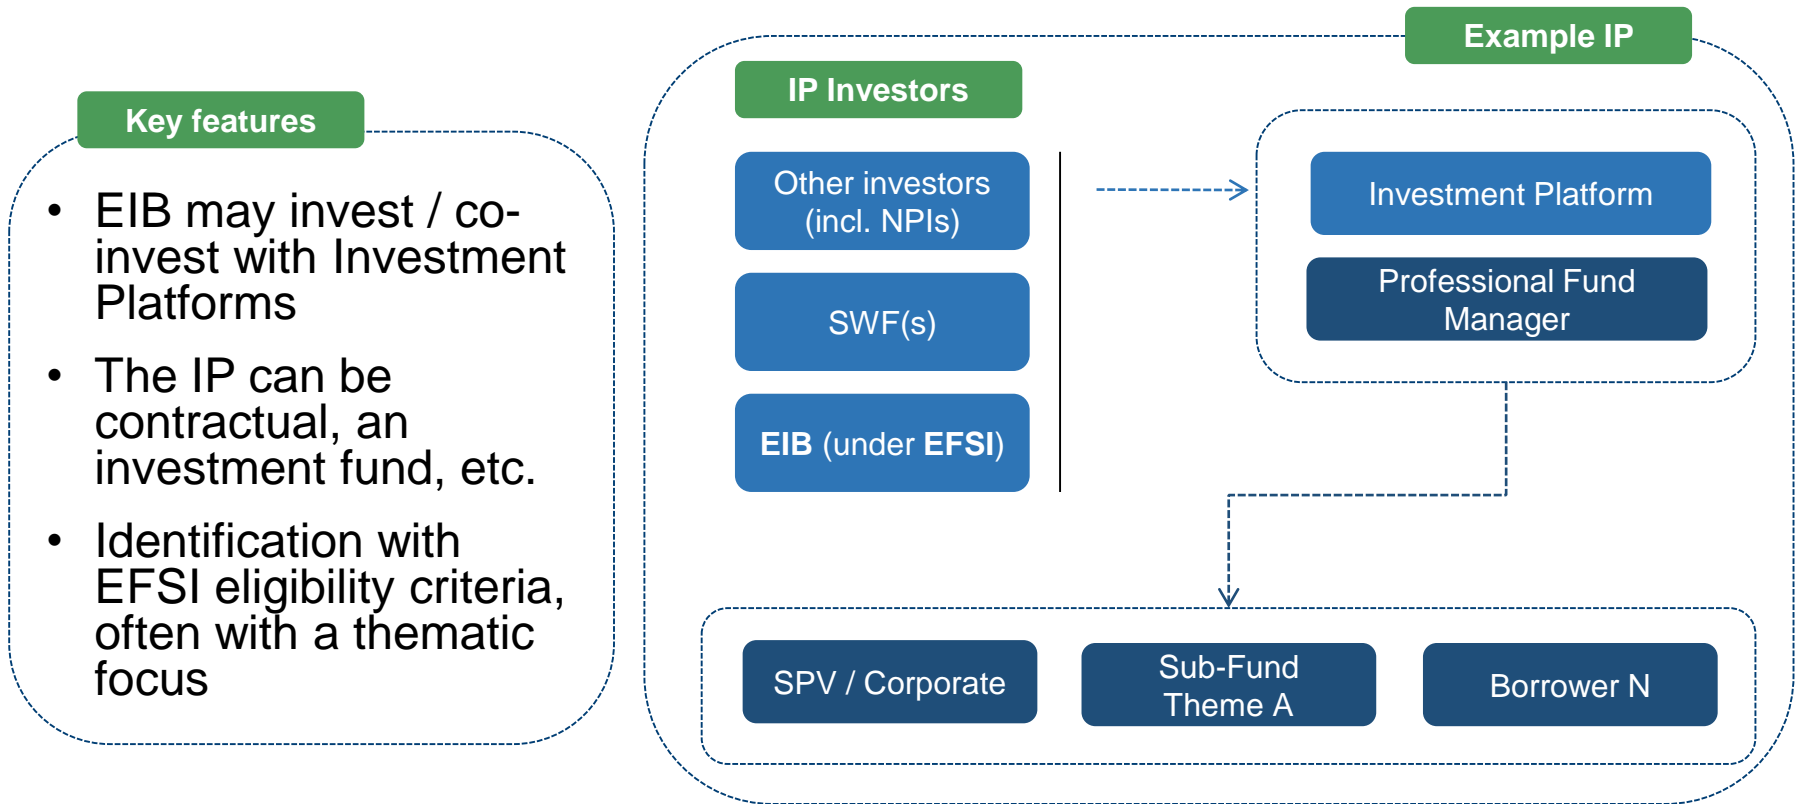 Key features
• EIB may invest / co-
invest with Investment
Platforms
• The IP can be
contractual, an
investment fund, etc.
• Identification with
EFSI eligibility criteria,
often with a thematic
focus
Example IP
IP Investors
Other investors
(incl. NPIs)
SWF(s)
EIB (under EFSI)
Investment Platform
Professional Fund
Manager
SPV / Corporate
Sub-Fund
Theme A
Borrower N